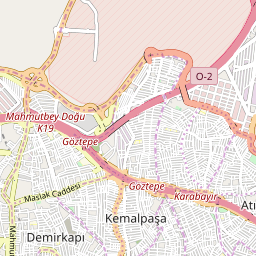 O-2
Mahmutbey Doğu
K19
Göztepe
Maslak Caddesi
Göztepe
Karabayır
Kemalpaşa
Demirkapı